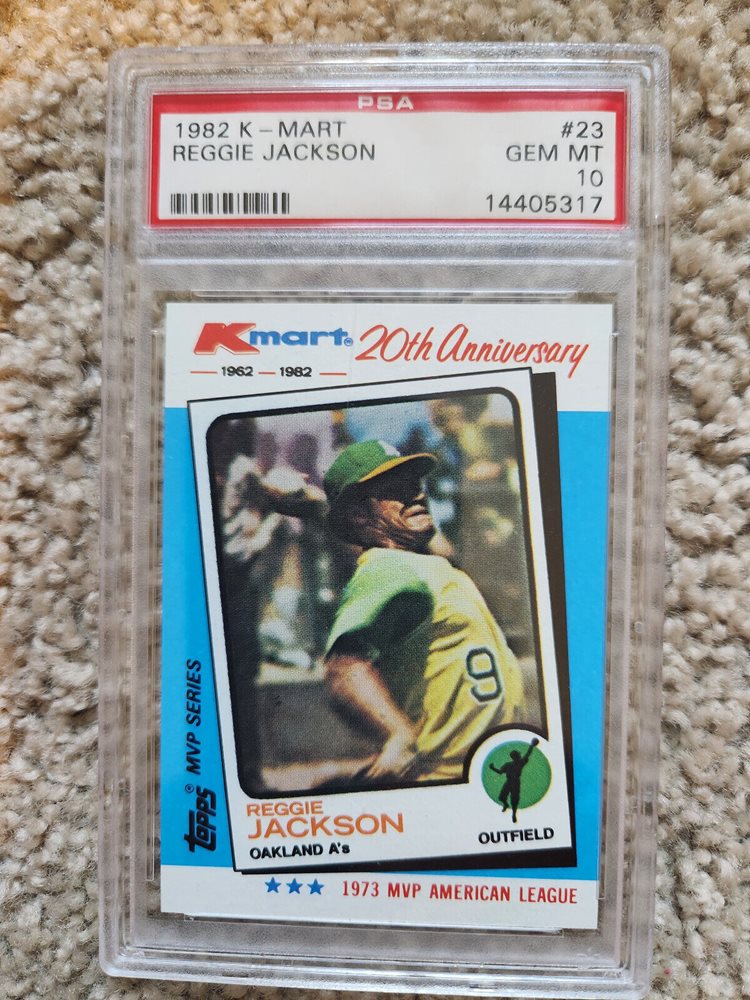 PSA
1982 K-MART #23
REGGIE JACKSON GEM MT
10
14405317
Kmart® 20th Anniversary
1962 — 1982
9
TOPPS® MVP SERIES
REGGIE
JACKSON
OAKLAND A's OUTFIELD
1973 MVP AMERICAN LEAGUE